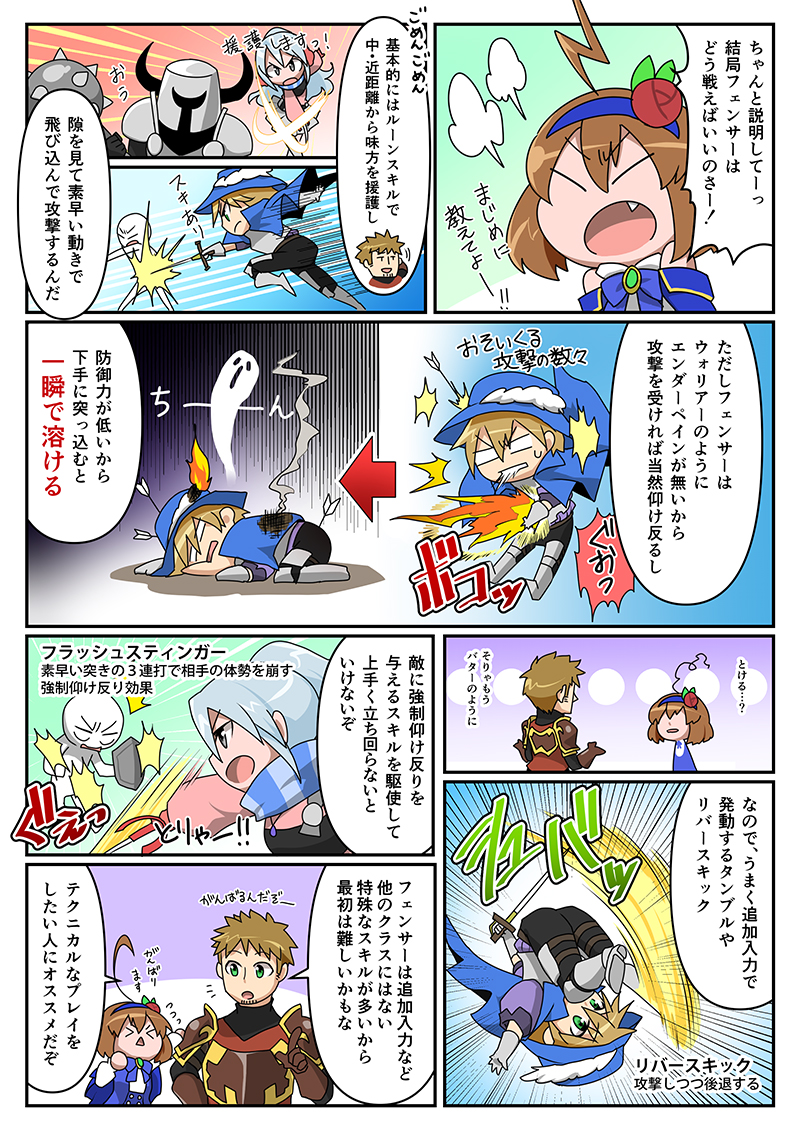 ちゃんと説明してーっ
結局フェンサーは
どう戦えばいいのさー！
まじめに
教えてよー！！
ごめんごめん
基本的にはルーンスキルで
中・近距離から味方を援護し
援護しますっ！
おぅ
隙を見て素早い動きで
飛び込んで攻撃するんだ
スキあり
ただしフェンサーは
ウォリアーのように
エンダーペインが無いから
攻撃を受ければ当然仰け反るし
おそいくる
攻撃の数々
ぐおっ
ボコッ
ちーん
防御力が低いから
下手に突っ込むと
一瞬で溶ける
とける…？
そりゃもう
バターのように
敵に強制仰け反りを
与えるスキルを駆使して
上手く立ち回らないと
いけないぞ
フラッシュスティンガー
素早い突きの３連打で相手の体勢を崩す
強制仰け反り効果
ぐえっ
とりゃー！！
なので、うまく追加入力で
発動するタンブルや
リバースキック
ズバッ
リバースキック
攻撃しつつ後退する
フェンサーは追加入力など
他のクラスにはない
特殊なスキルが多いから
最初は難しいかもな
がんばるんだぞー
がんばり
ますっっっ
テクニカルなプレイを
したい人にオススメだぞ